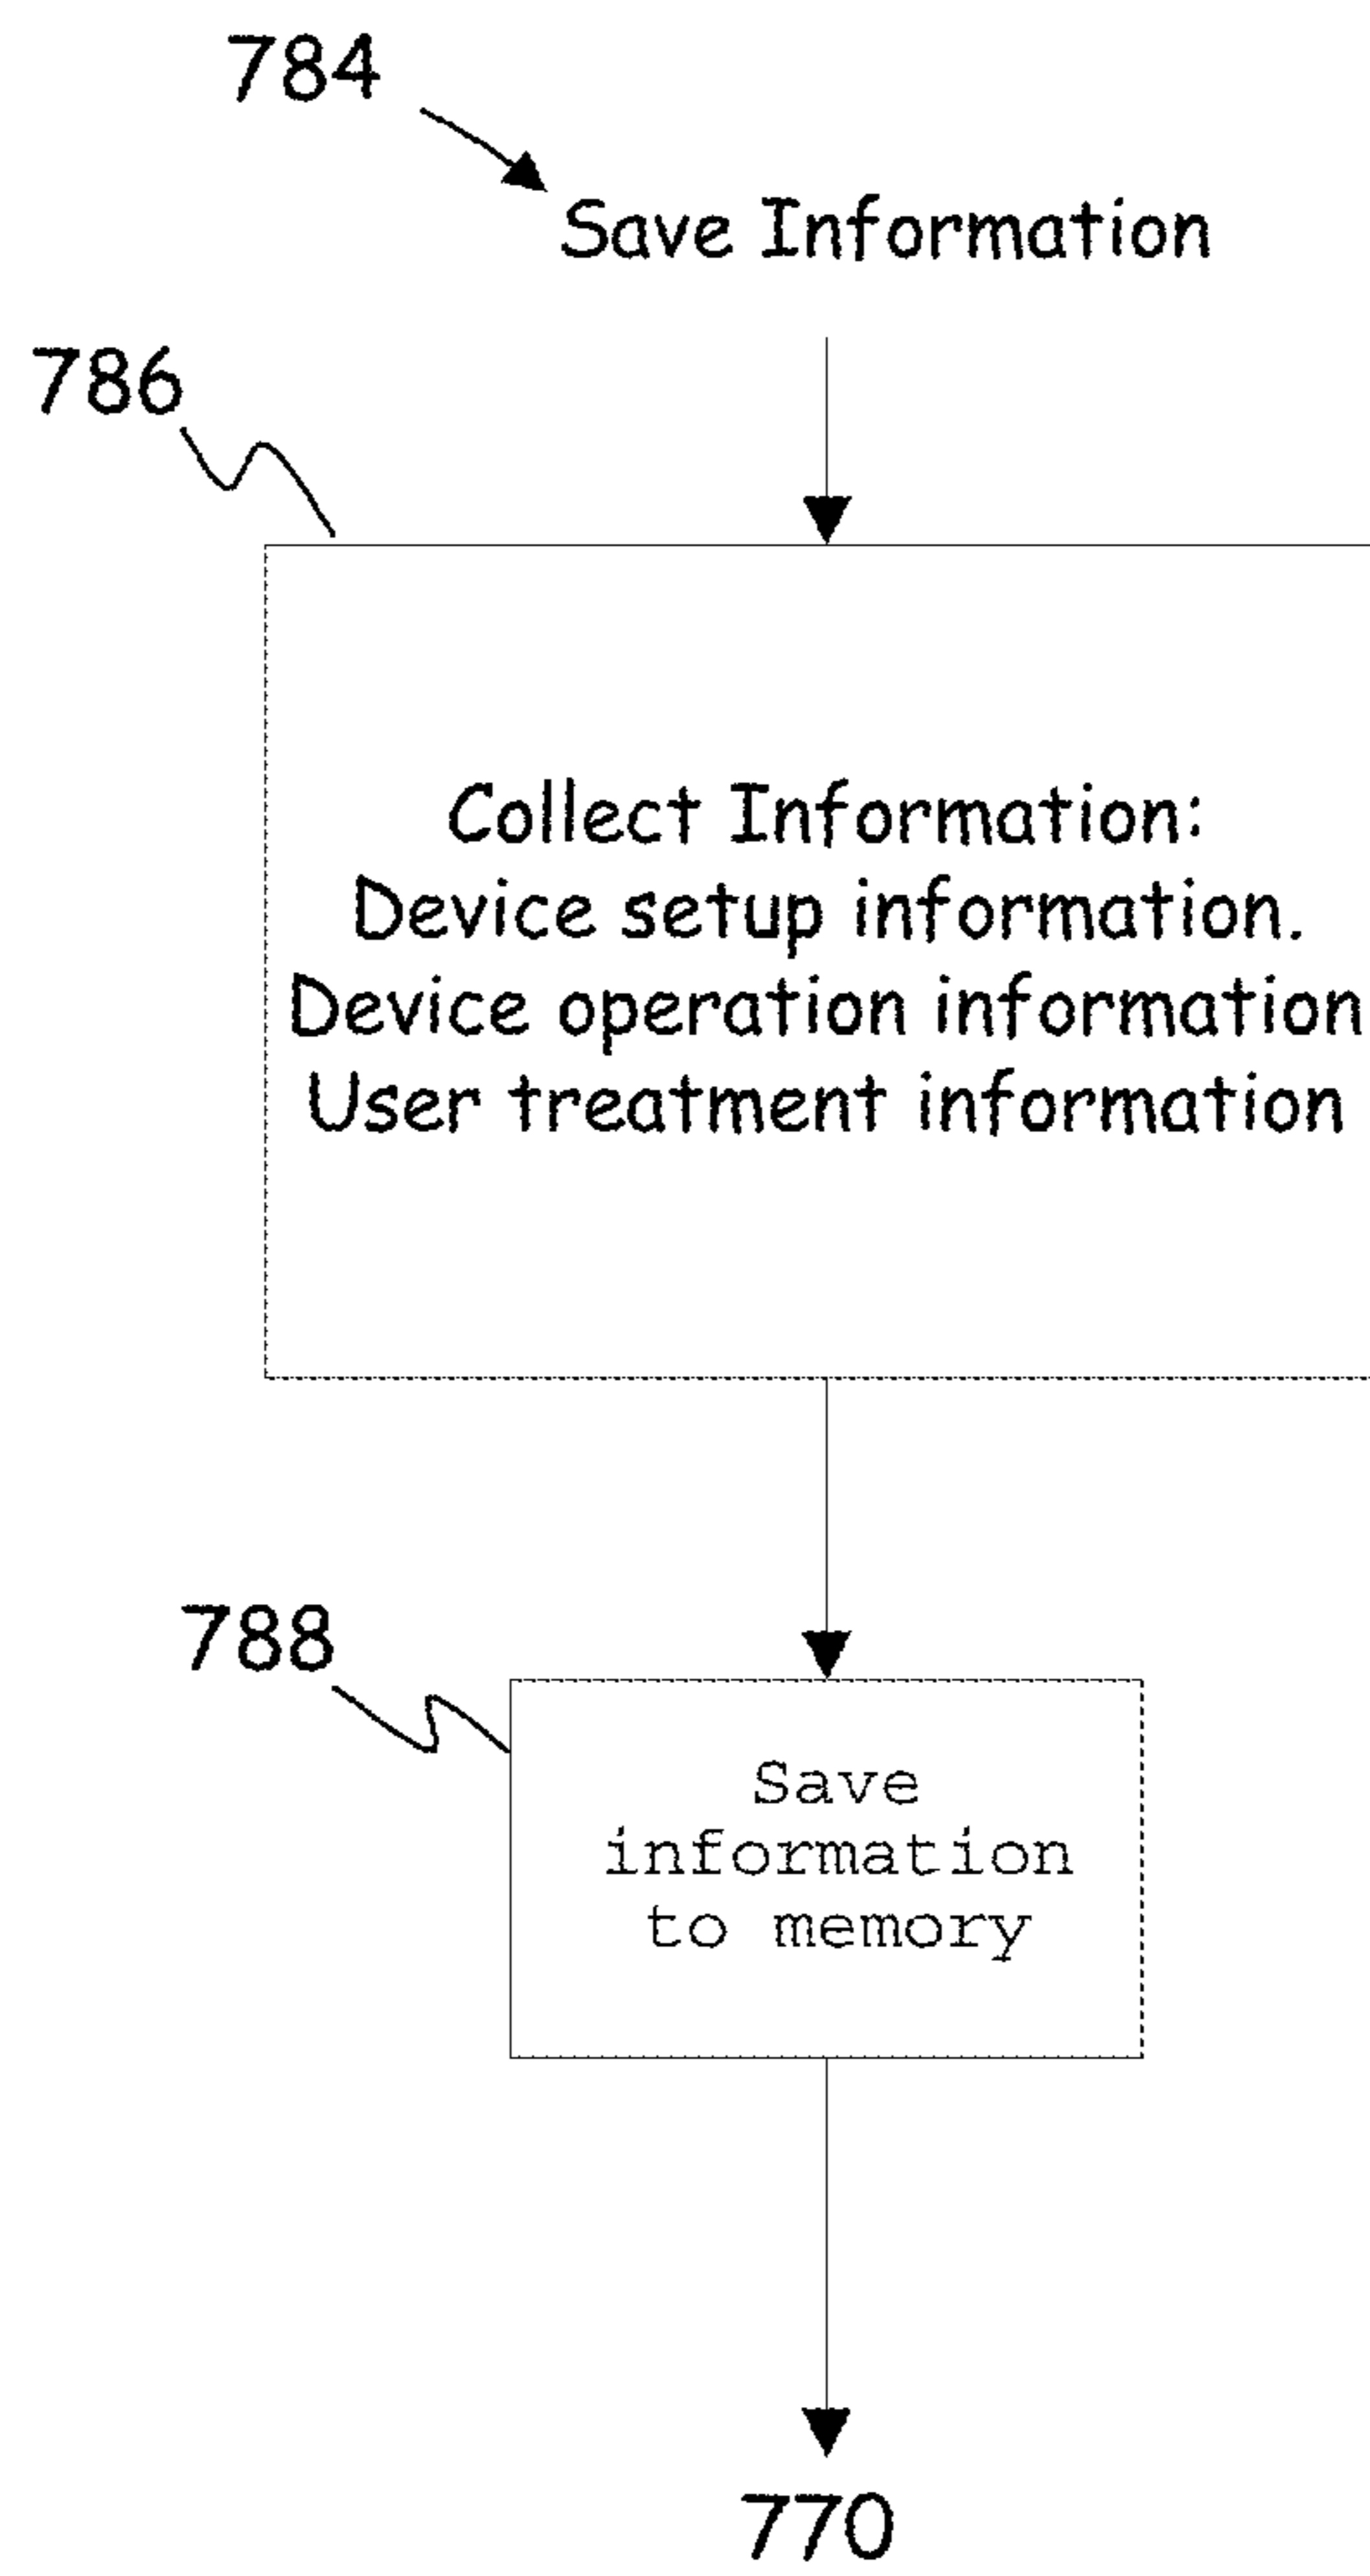 784
Save Information
786
Collect Information:
Device setup information.
Device operation information
User treatment information
788
Save
information
to memory
770